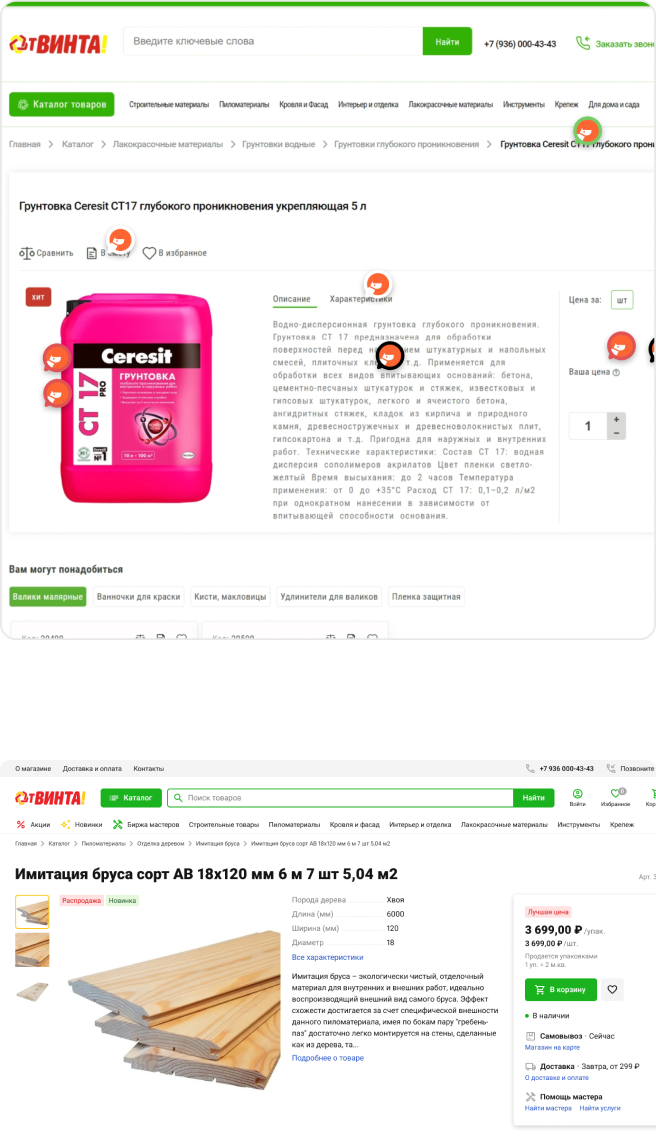 ОТВИНТА!
Введите ключевые слова
Найти
+7 (936) 000-43-43
Заказать звон
Каталог товаров
Строительные материалы Пиломатериалы Кровля и Фасад Интерьер и отделка Лакокрасочные материалы Инструменты Крепеж Для дома и сада
Главная > Каталог > Лакокрасочные материалы > Грунтовки водные > Грунтовки глубокого проникновения > Грунтовка Ceresit CT17 глубокого прон
Грунтовка Ceresit CT17 глубокого проникновения укрепляющая 5 л
Сравнить В смету В избранное
ХИТ
Ceresit
ГРУНТОВКА
CT 17
PRO
№1
10 л – 100 м²
Описание Характеристики
Водно-дисперсионная грунтовка глубокого проникновения.
Грунтовка CT 17 предназначена для обработки
поверхностей перед на ием штукатурных и напольных
смесей, плиточных кле т.д. Применяется для
обработки всех видов впитывающих оснований: бетона,
цементно-песчаных штукатурок и стяжек, известковых и
гипсовых штукатурок, легкого и ячеистого бетона,
ангидритных стяжек, кладок из кирпича и природного
камня, древесностружечных и древесноволокнистых плит,
гипсокартона и т.д. Пригодна для наружных и внутренних
работ. Технические характеристики: Состав CT 17: водная
дисперсия сополимеров акрилатов Цвет пленки светло-
желтый Время высыхания: до 2 часов Температура
применения: от 0 до +35°С Расход CT 17: 0,1–0,2 л/м2
при однократном нанесении в зависимости от
впитывающей способности основания.
Цена за: шт
Ваша цена ?
1
+
–
Вам могут понадобиться
Валики малярные Ванночки для краски Кисти, макловицы Удлинители для валиков Пленка защитная
О магазине Доставка и оплата Контакты
+7 936 000-43-43 Позвоните
ОТВИНТА!
Каталог
Поиск товаров
Найти
Войти
0
Избранное
Кор
Акции Новинки Биржа мастеров Строительные товары Пиломатериалы Кровля и фасад Интерьер и отделка Лакокрасочные материалы Инструменты Крепеж
Главная > Каталог > Пиломатериалы > Отделка деревом > Имитация бруса > Имитация бруса сорт АВ 18х120 мм 6 м 7 шт 5,04 м2
Имитация бруса сорт АВ 18х120 мм 6 м 7 шт 5,04 м2
Арт. 3
Распродажа Новинка
Порода дерева Хвоя
Длина (мм) 6000
Ширина (мм) 120
Диаметр 18
Все характеристики
Имитация бруса – экологически чистый, отделочный
материал для внутренних и внешних работ, идеально
воспроизводящий внешний вид самого бруса. Эффект
схожести достигается за счет специфической внешности
данного пиломатериала, имея по бокам пару "гребень-
паз" достаточно легко монтируется на стены, сделанные
как из дерева, та...
Подробнее о товаре
Лучшая цена
3 699,00 ₽ /упак.
3 699,00 ₽ /шт.
Продается упаковками
1 уп. = 2 м.кв.
В корзину
В наличии
Самовывоз · Сейчас
Магазин на карте
Доставка · Завтра, от 299 ₽
О доставке и оплате
Помощь мастера
Найти мастера Найти услуги